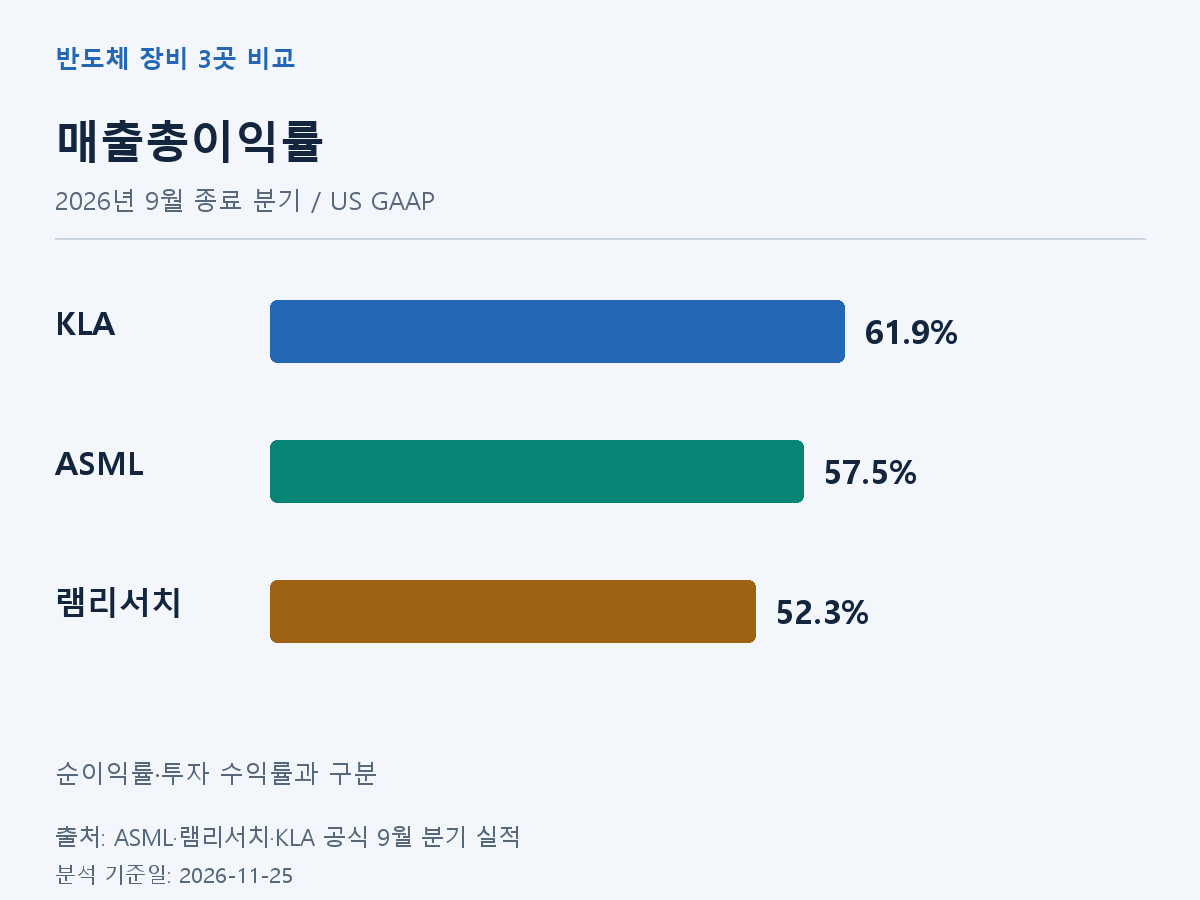 반도체 장비 3곳 비교
매출총이익률
2026년 9월 종료 분기 / US GAAP
KLA
61.9%
ASML
57.5%
램리서치
52.3%
순이익률·투자 수익률과 구분
출처: ASML·램리서치·KLA 공식 9월 분기 실적
분석 기준일: 2026-11-25